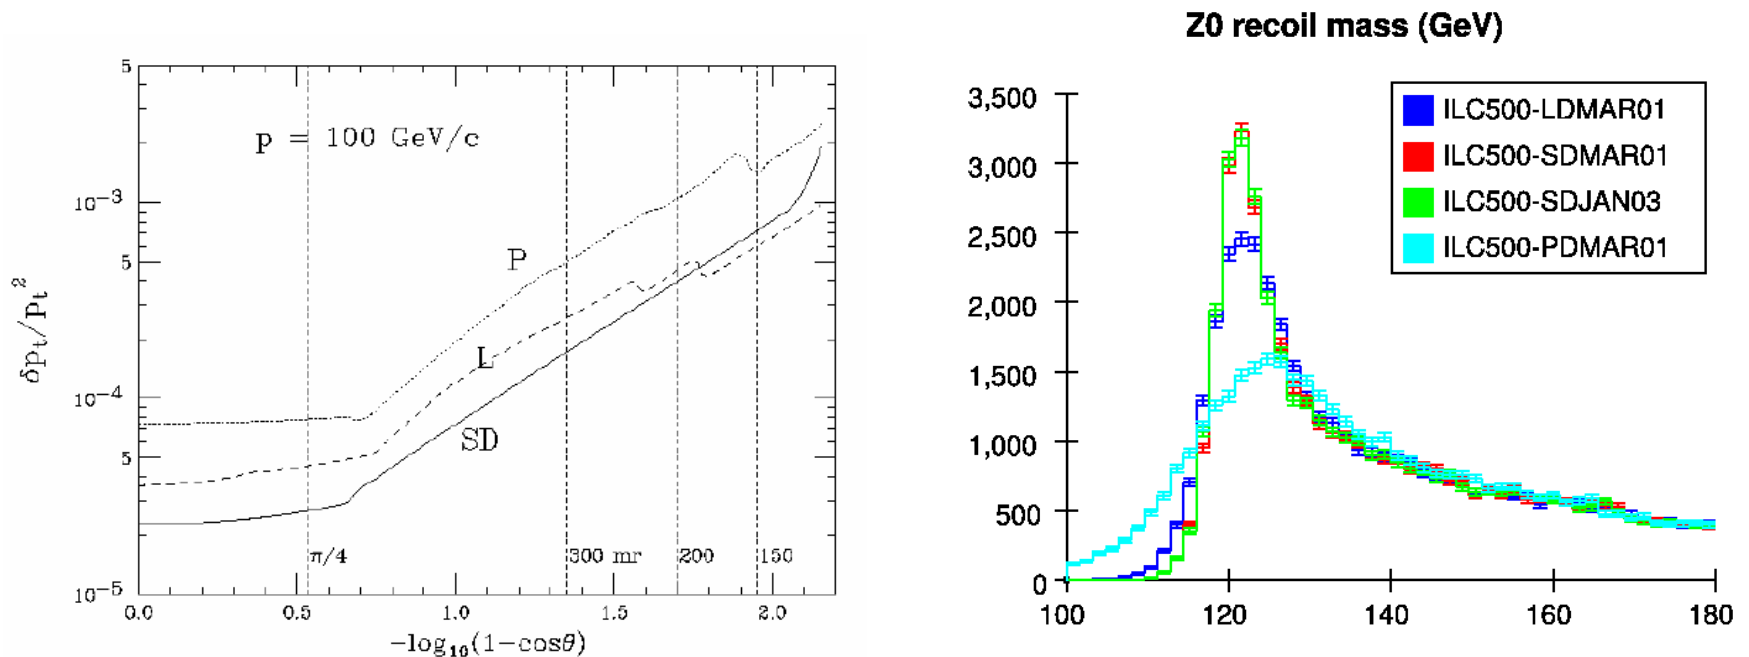 5
p = 100 GeV/c
10⁻³
P
5
δpₜ/pₜ²
L
10⁻⁴
SD
5
π/4
300 mr
200
150
10⁻⁵
0.0 0.5 1.0 1.5 2.0
−log₁₀(1−cosθ)
Z0 recoil mass (GeV)
3,500
3,000
2,500
2,000
1,500
1,000
500
0
ILC500-LDMAR01
ILC500-SDMAR01
ILC500-SDJAN03
ILC500-PDMAR01
100 120 140 160 180